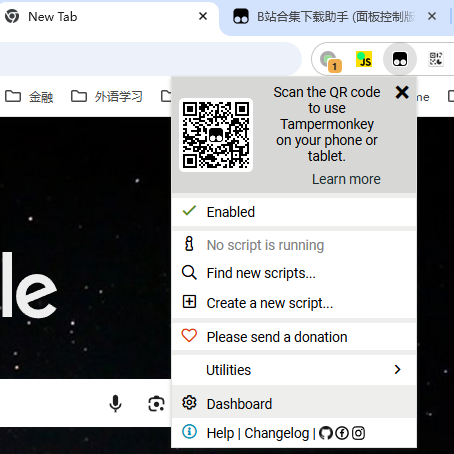 New Tab
B站合集下载助手 (面板控制版
1
JS
金融
外语学习
me
Scan the QR code
to use
Tampermonkey
on your phone or
tablet.
Learn more
Enabled
No script is running
Find new scripts...
Create a new script...
Please send a donation
Utilities
Dashboard
Help | Changelog |
le